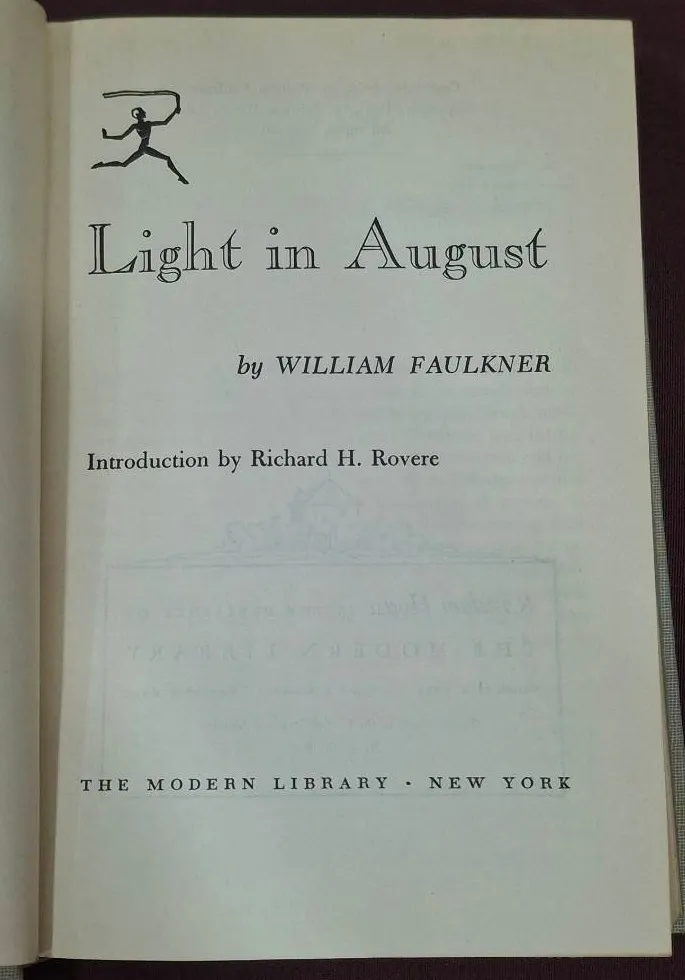 Light in August
by WILLIAM FAULKNER
Introduction by Richard H. Rovere
THE MODERN LIBRARY · NEW YORK